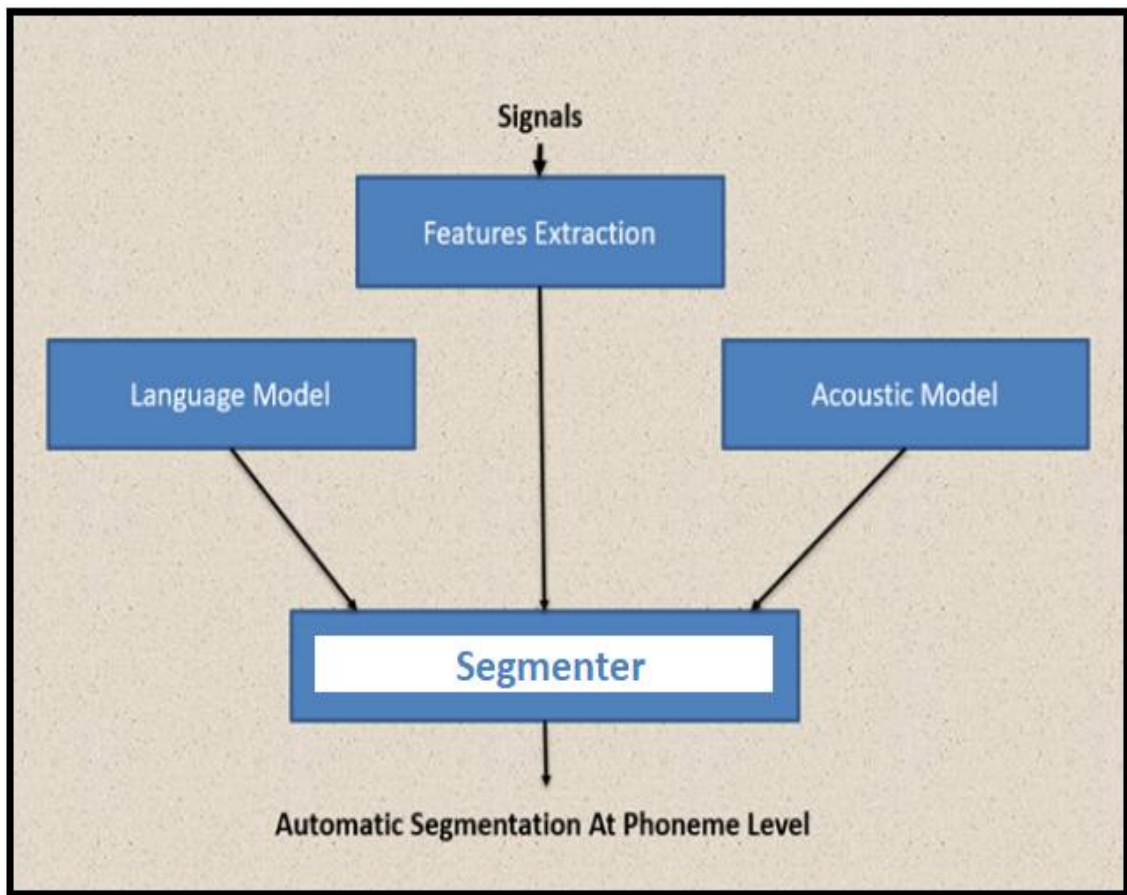 Signals
Features Extraction
Language Model
Acoustic Model
Segmenter
Automatic Segmentation At Phoneme Level